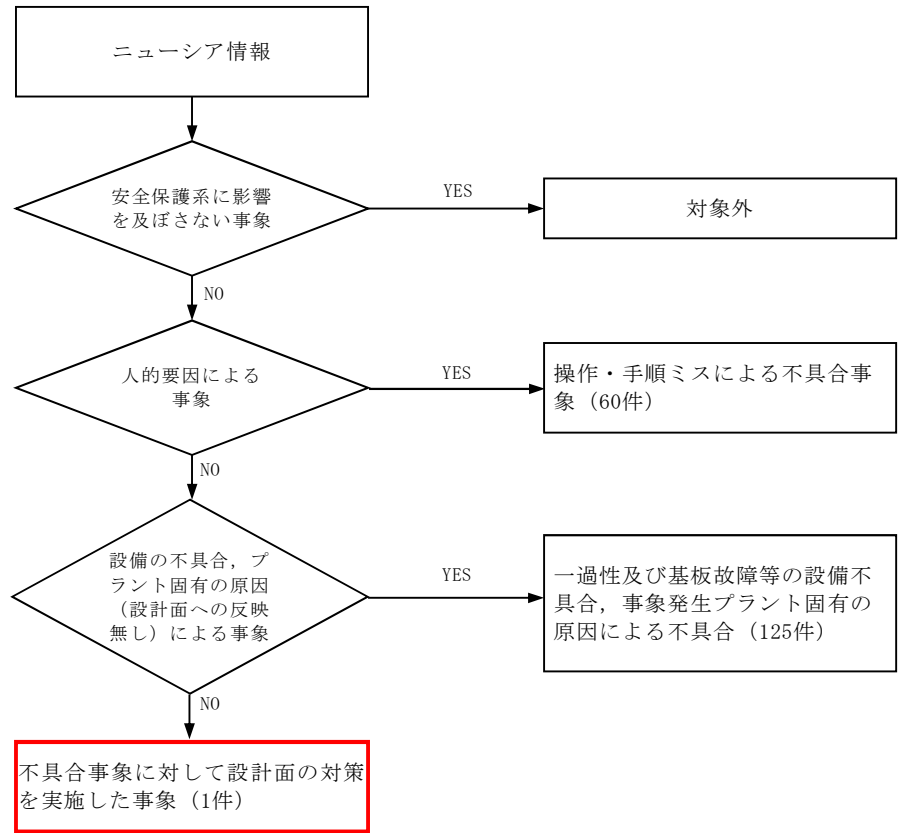 ニューシア情報
安全保護系に影響
を及ぼさない事象
YES
対象外
NO
人的要因による
事象
YES
操作・手順ミスによる不具合事
象（60件）
NO
設備の不具合，プ
ラント固有の原因
（設計面への反映
無し）による事象
YES
一過性及び基板故障等の設備不
具合，事象発生プラント固有の
原因による不具合（125件）
NO
不具合事象に対して設計面の対策
を実施した事象（1件）